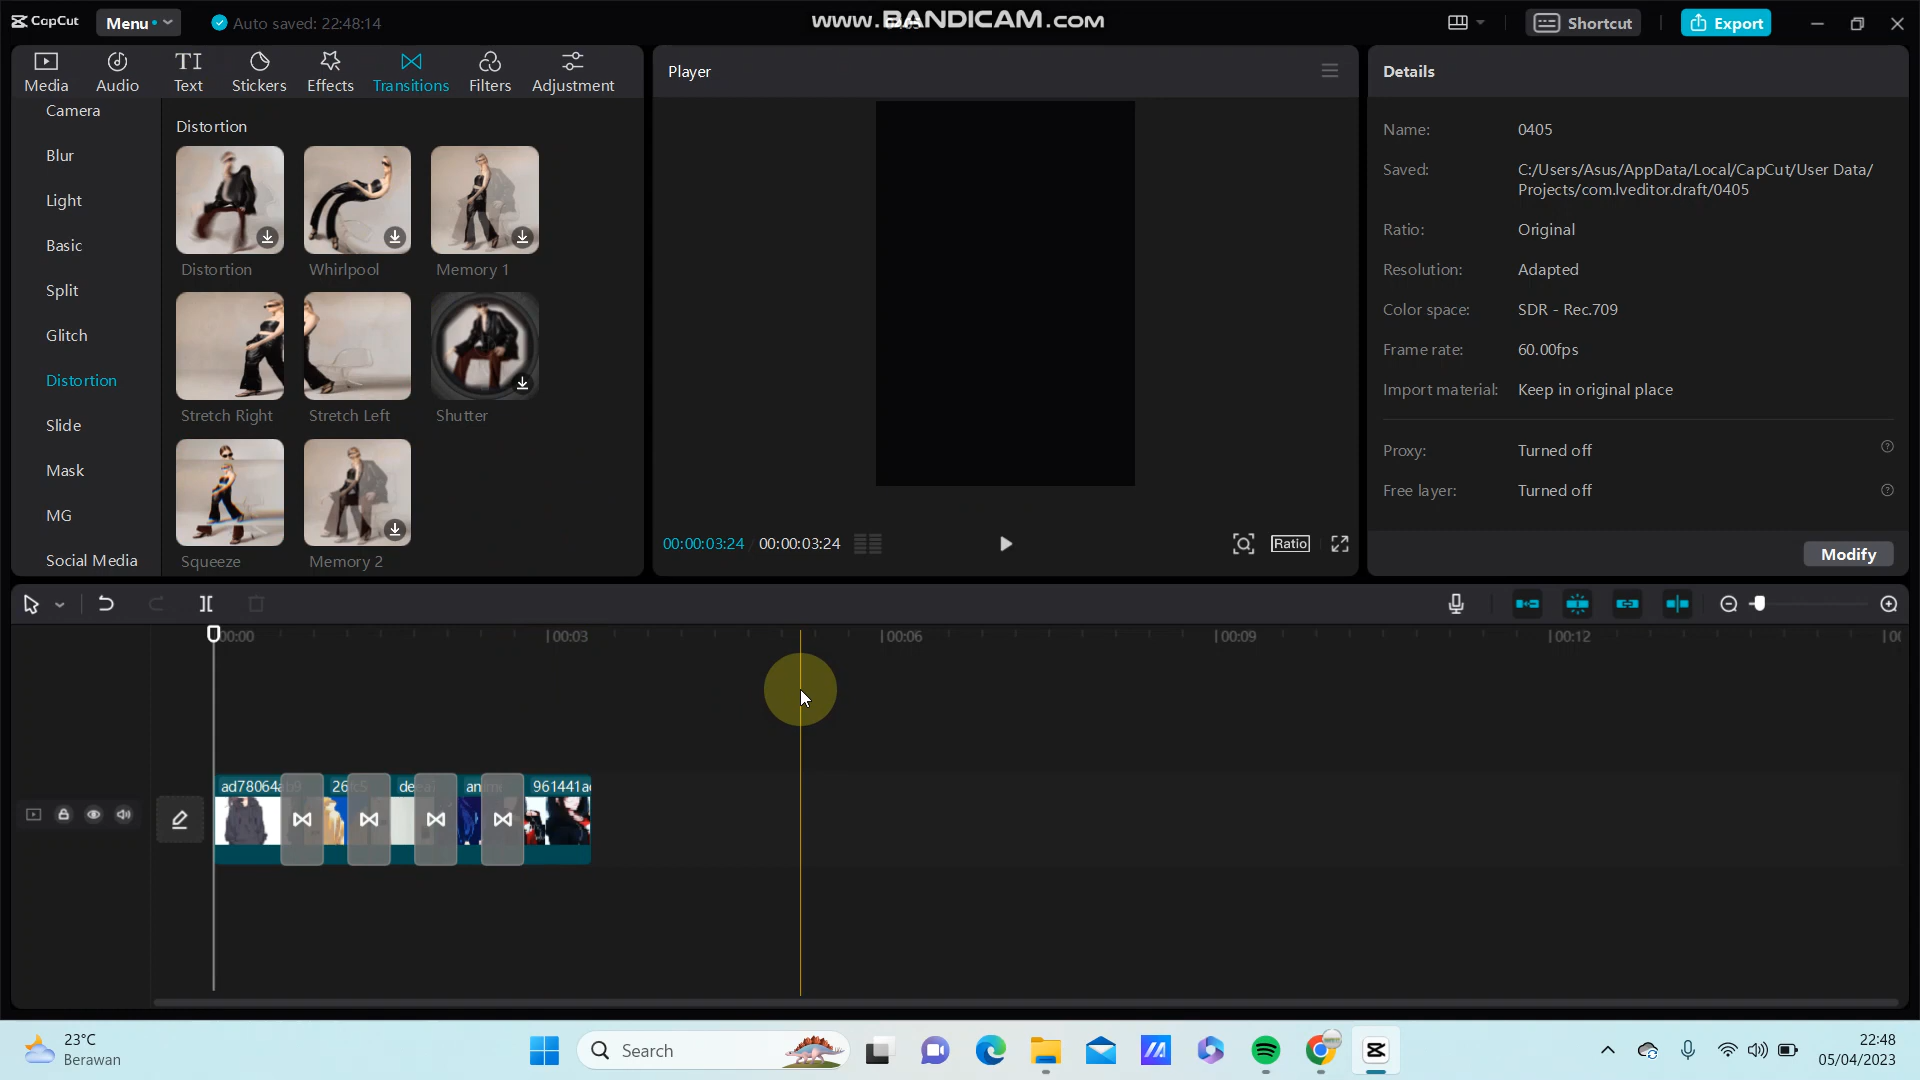 CapCut
Menu
Auto saved: 22:48:14
www.BANDICAM.com
Shortcut
Export
Media
Audio
Text
Stickers
Effects
Transitions
Filters
Adjustment
Player
Details
Camera
Blur
Light
Basic
Split
Glitch
Distortion
Slide
Mask
MG
Social Media
Distortion
Distortion
Whirlpool
Memory 1
Stretch Right
Stretch Left
Shutter
Squeeze
Memory 2
00:00:03:24
00:00:03:24
Ratio
Name:
0405
Saved:
C:/Users/Asus/AppData/Local/CapCut/User Data/
Projects/com.lveditor.draft/0405
Ratio:
Original
Resolution:
Adapted
Color space:
SDR - Rec.709
Frame rate:
60.00fps
Import material:
Keep in original place
Proxy:
Turned off
Free layer:
Turned off
Modify
00:00
00:03
00:06
00:09
00:12
961441a
23°C
Berawan
Search
22:48
05/04/2023